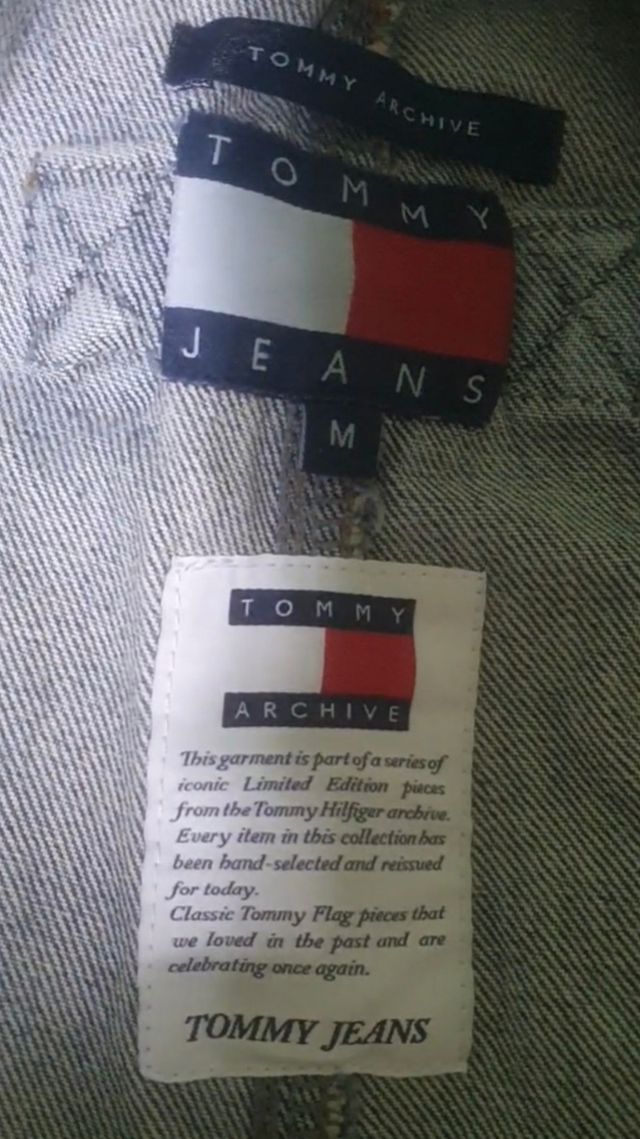 TOMMY ARCHIVE
TOMMY
JEANS
M
TOMMY
ARCHIVE
This garment is part of a series of
iconic Limited Edition pieces
from the Tommy Hilfiger archive.
Every item in this collection has
been hand-selected and reissued
for today.
Classic Tommy Flag pieces that
we loved in the past and are
celebrating once again.
TOMMY JEANS